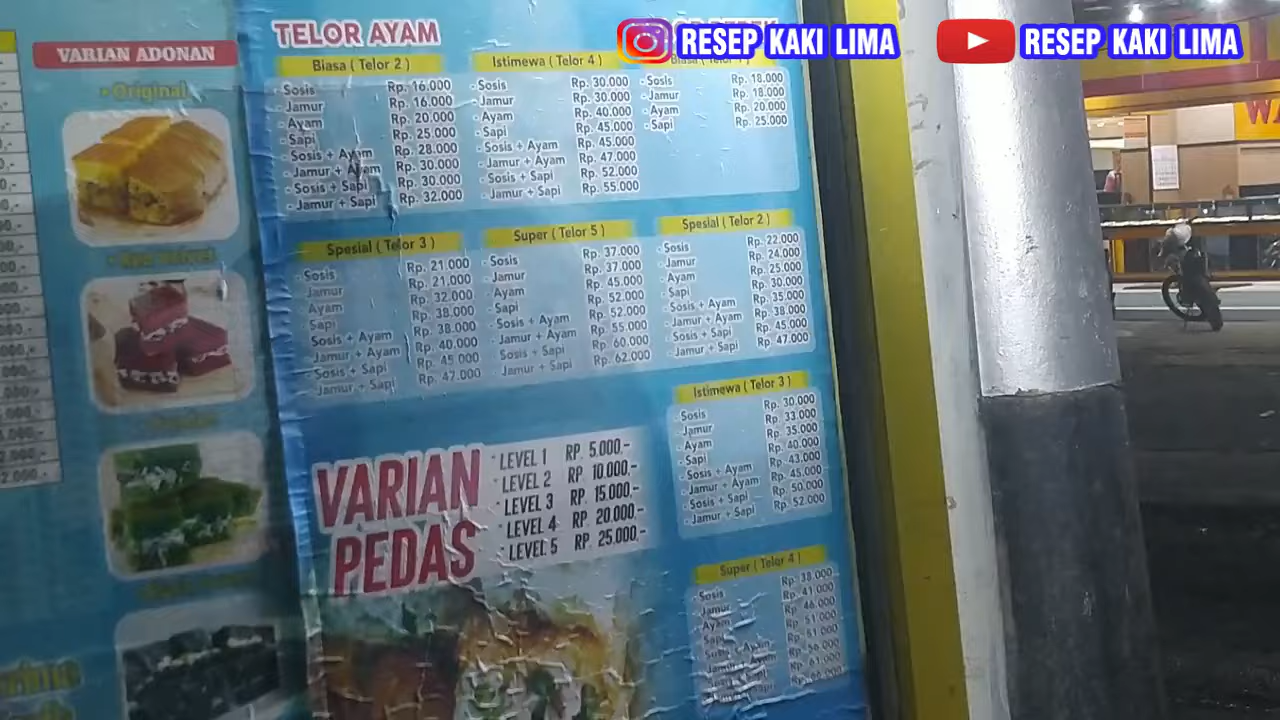 RESEP KAKI LIMA
RESEP KAKI LIMA
VARIAN ADONAN
• Original
TELOR AYAM
Biasa ( Telor 2 )
- Sosis Rp. 16.000
- Jamur Rp. 16.000
- Ayam Rp. 20.000
- Sapi Rp. 25.000
- Sosis + Ayam Rp. 28.000
- Jamur + Ayam Rp. 30.000
- Sosis + Sapi Rp. 30.000
- Jamur + Sapi Rp. 32.000
Istimewa ( Telor 4 )
- Sosis Rp. 30.000
- Jamur Rp. 30.000
- Ayam Rp. 40.000
- Sapi Rp. 45.000
- Sosis + Ayam Rp. 45.000
- Jamur + Ayam Rp. 47.000
- Sosis + Sapi Rp. 52.000
- Jamur + Sapi Rp. 55.000
- Sosis Rp. 18.000
- Jamur Rp. 18.000
- Ayam Rp. 20.000
- Sapi Rp. 25.000
Spesial ( Telor 3 )
- Sosis Rp. 21.000
- Jamur Rp. 21.000
- Ayam Rp. 32.000
- Sapi Rp. 38.000
- Sosis + Ayam Rp. 38.000
- Jamur + Ayam Rp. 40.000
- Sosis + Sapi Rp. 45.000
- Jamur + Sapi Rp. 47.000
Super ( Telor 5 )
- Sosis Rp. 37.000
- Jamur Rp. 37.000
- Ayam Rp. 45.000
- Sapi Rp. 52.000
- Sosis + Ayam Rp. 52.000
- Jamur + Ayam Rp. 55.000
- Sosis + Sapi Rp. 60.000
- Jamur + Sapi Rp. 62.000
Spesial ( Telor 2 )
- Sosis Rp. 22.000
- Jamur Rp. 24.000
- Ayam Rp. 25.000
- Sapi Rp. 30.000
- Sosis + Ayam Rp. 35.000
- Jamur + Ayam Rp. 38.000
- Sosis + Sapi Rp. 45.000
- Jamur + Sapi Rp. 47.000
Istimewa ( Telor 3 )
- Sosis Rp. 30.000
- Jamur Rp. 33.000
- Ayam Rp. 35.000
- Sapi Rp. 40.000
- Sosis + Ayam Rp. 43.000
- Jamur + Ayam Rp. 45.000
- Sosis + Sapi Rp. 50.000
- Jamur + Sapi Rp. 52.000
VARIAN PEDAS
• LEVEL 1 RP. 5.000,-
• LEVEL 2 RP. 10.000,-
• LEVEL 3 RP. 15.000,-
• LEVEL 4 RP. 20.000,-
• LEVEL 5 RP. 25.000,-
Super ( Telor 4 )
- Sosis Rp. 38.000
- Jamur Rp. 41.000
- Ayam Rp. 46.000
- Sapi Rp. 51.000